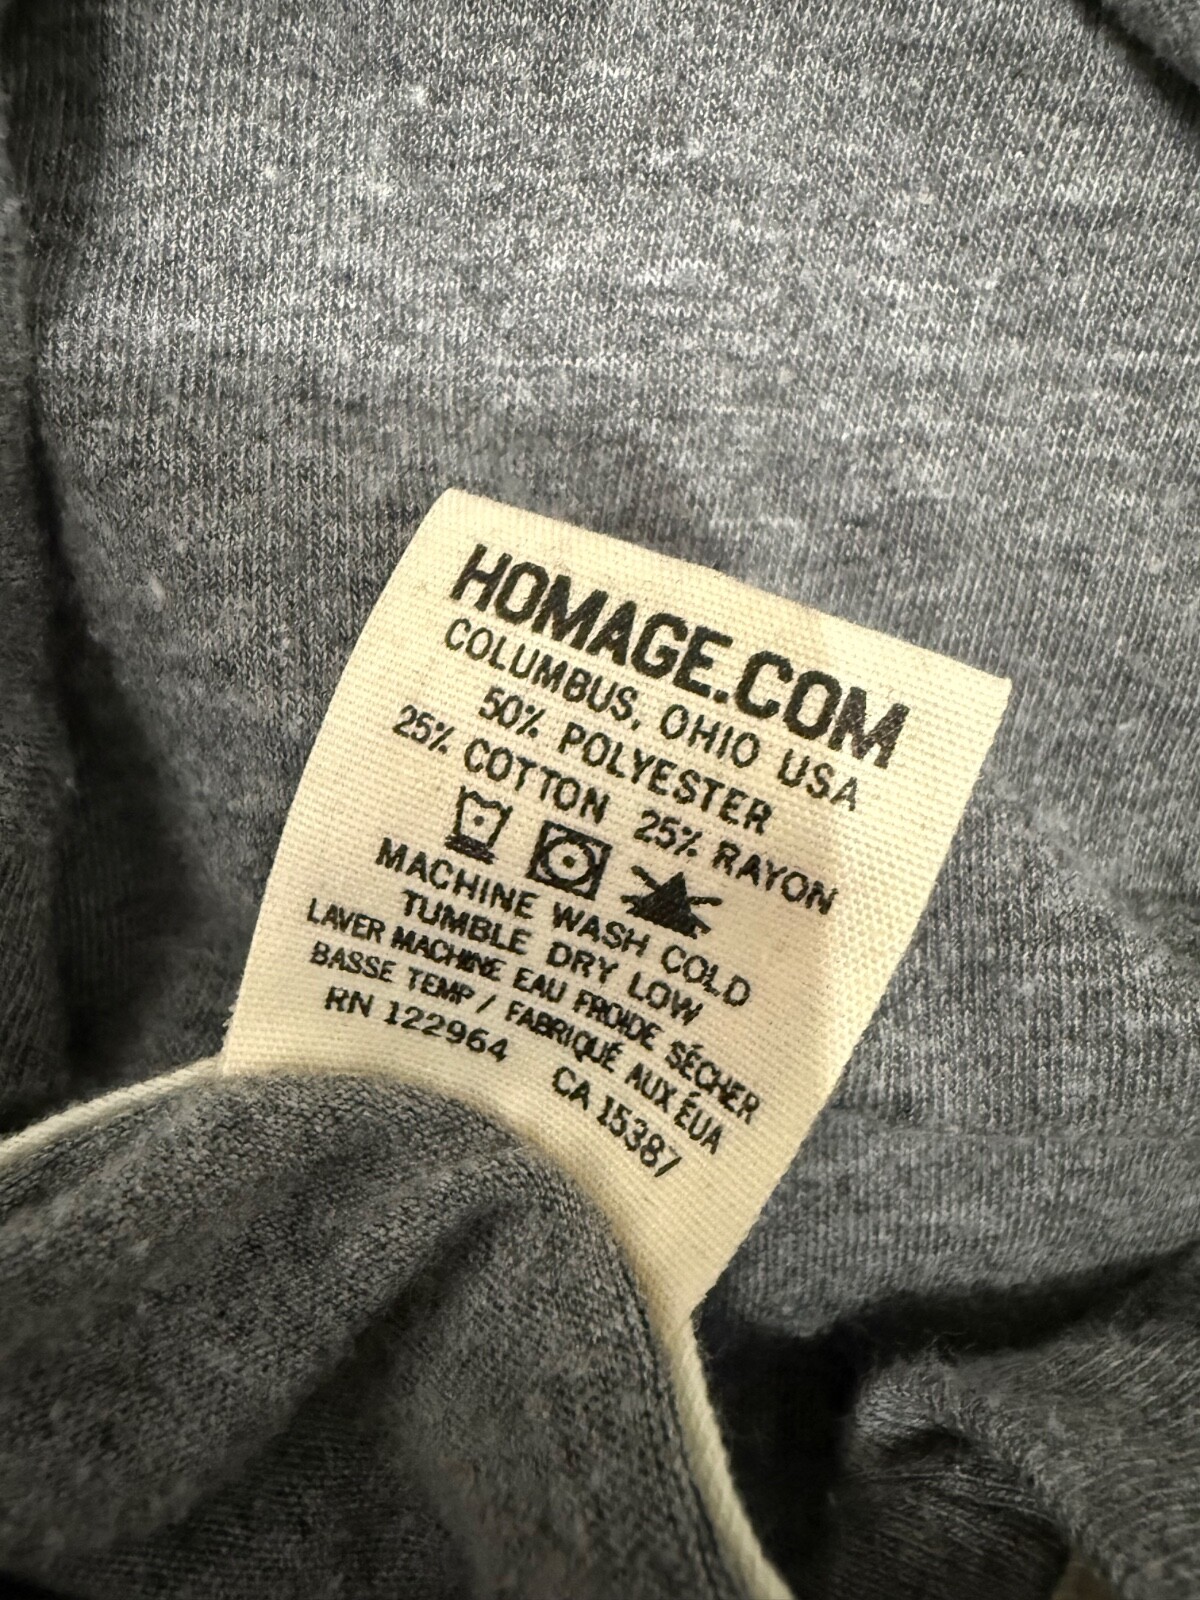 HOMAGE.COM
COLUMBUS, OHIO USA
50% POLYESTER
25% COTTON 25% RAYON
MACHINE WASH COLD
TUMBLE DRY LOW
LAVER MACHINE EAU FROIDE SÉCHER
BASSE TEMP / FABRIQUÉ AUX ÉUA
RN 122964 CA 15387